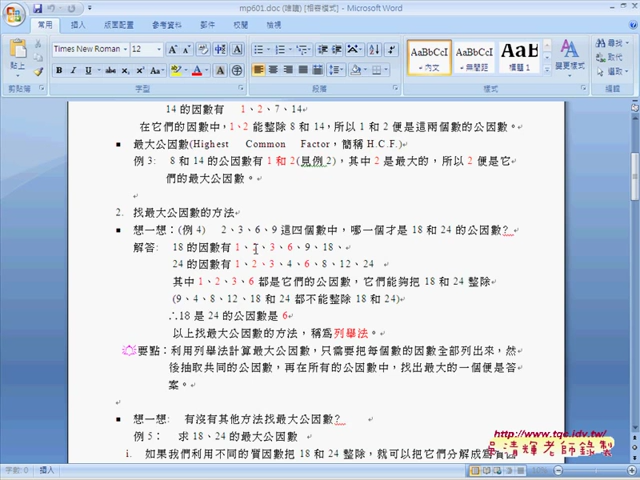 mp601.doc (唯讀) [相容模式] - Microsoft Word
常用 插入 版面配置 參考資料 郵件 校閱 檢視
Times New Roman 12
貼上 剪貼簿 字型 段落 樣式
AaBbCcI AaBbCcI AaBb(
內文 無間距 標題 1 變更樣式
尋找 取代 選取 編輯
14 的因數有 1、2、7、14
在它們的因數中，1、2 能整除 8 和 14，所以 1 和 2 便是這兩個數的公因數。
■ 最大公因數(Highest Common Factor，簡稱 H.C.F.)
例 3: 8 和 14 的公因數有 1 和 2(見例 2)，其中 2 是最大的，所以 2 便是它
們的最大公因數。
2. 找最大公因數的方法
■ 想一想：(例 4) 2、3、6、9 這四個數中，哪一個才是 18 和 24 的公因數?
解答: 18 的因數有 1、2、3、6、9、18、
24 的因數有 1、2、3、4、6、8、12、24
其中 1、2、3、6 都是它們的公因數，它們能夠把 18 和 24 整除
(9、4、8、12、18 和 24 都不能整除 18 和 24)
∴18 是 24 的公因數是 6
以上找最大公因數的方法，稱為列舉法。
要點：利用列舉法計算最大公因數，只需要把每個數的因數全部列出來，然
後抽取共同的公因數，再在所有的公因數中，找出最大的一個便是答
案。
■ 想一想: 有沒有其他方法找最大公因數?
例 5： 求 18、24 的最大公因數
i. 如果我們利用不同的質因數把 18 和 24 整除，就可以把它們分解成為質因
http://www.tqe.idv.tw/
呂清輝老師錄製
字數: 0 插入